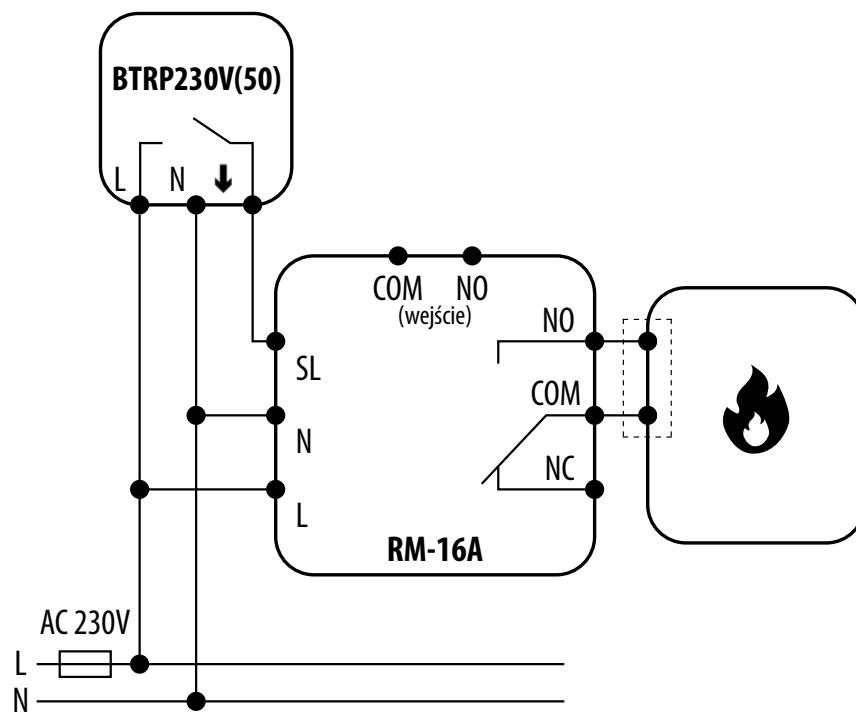 BTRP230V(50)
L N
COM NO
(wejście)
NO
SL
COM
N
NC
L
RM-16A
AC 230V
L
N